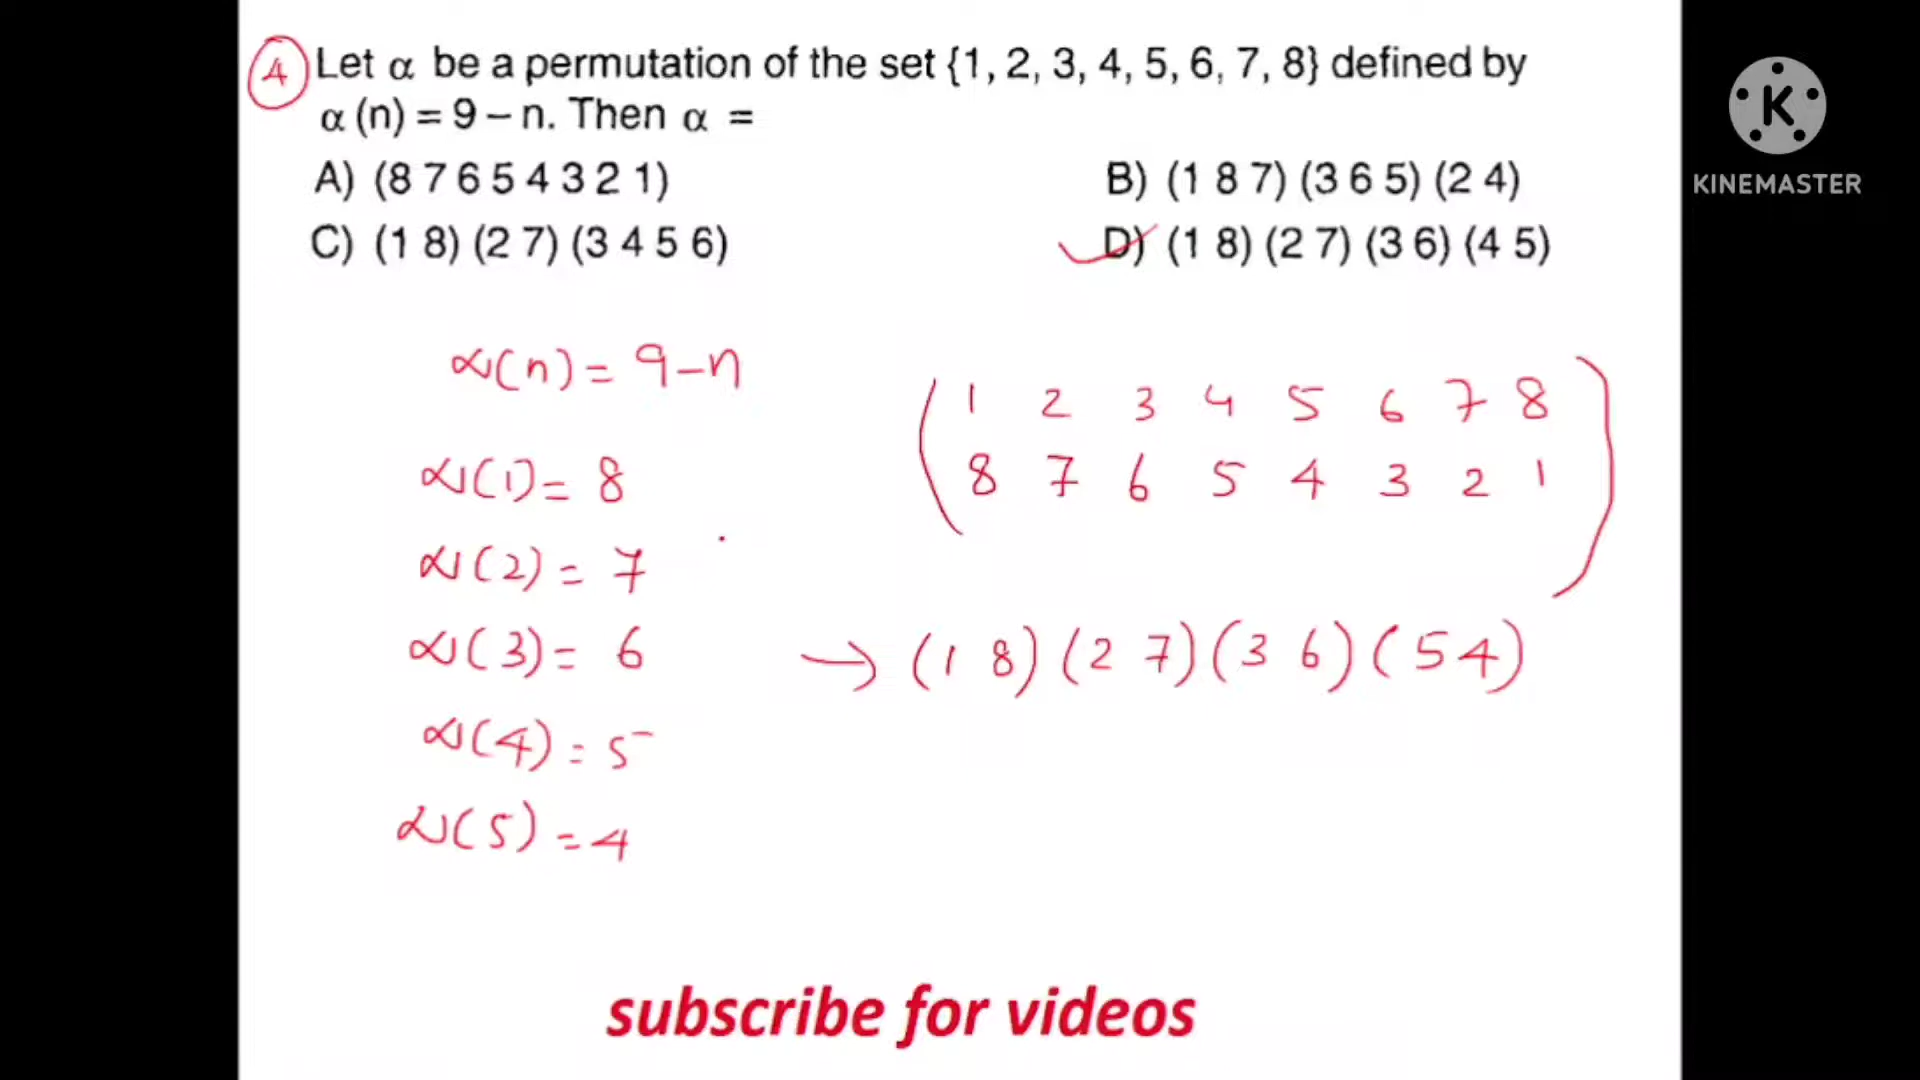 4 Let α be a permutation of the set {1, 2, 3, 4, 5, 6, 7, 8} defined by
α (n) = 9 – n. Then α =
A) (8 7 6 5 4 3 2 1)
B) (1 8 7) (3 6 5) (2 4)
C) (1 8) (2 7) (3 4 5 6)
D) (1 8) (2 7) (3 6) (4 5)
α(n) = 9-n
α(1) = 8
α(2) = 7
α(3) = 6
α(4) = 5
α(5) = 4
1 2 3 4 5 6 7 8
8 7 6 5 4 3 2 1
→ (1 8) (2 7) (3 6) (5 4)
subscribe for videos
K
KINEMASTER